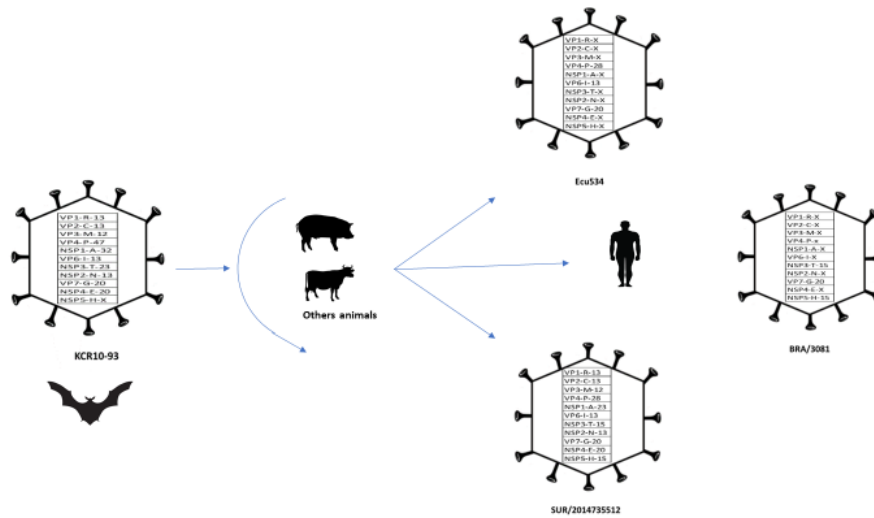 VP1-R-X
VP2-C-X
VP3-M-X
VP4-P-28
NSP1-A-X
VP6-I-13
NSP3-T-X
NSP2-N-X
VP7-G-20
NSP4-E-X
NSP5-H-X
Ecu534
VP1-R-13
VP2-C-13
VP3-M-12
VP4-P-47
NSP1-A-32
VP6-I-13
NSP3-T-23
NSP2-N-13
VP7-G-20
NSP4-E-20
NSP5-H-X
KCR10-93
Others animals
VP1-R-X
VP2-C-X
VP3-M-X
VP4-P-x
NSP1-A-X
VP6-I-X
NSP3-T-15
NSP2-N-X
VP7-G-20
NSP4-E-X
NSP5-H-15
BRA/3081
VP1-R-13
VP2-C-13
VP3-M-12
VP4-P-28
NSP1-A-23
VP6-I-13
NSP3-T-15
NSP2-N-13
VP7-G-20
NSP4-E-20
NSP5-H-15
SUR/2014735512